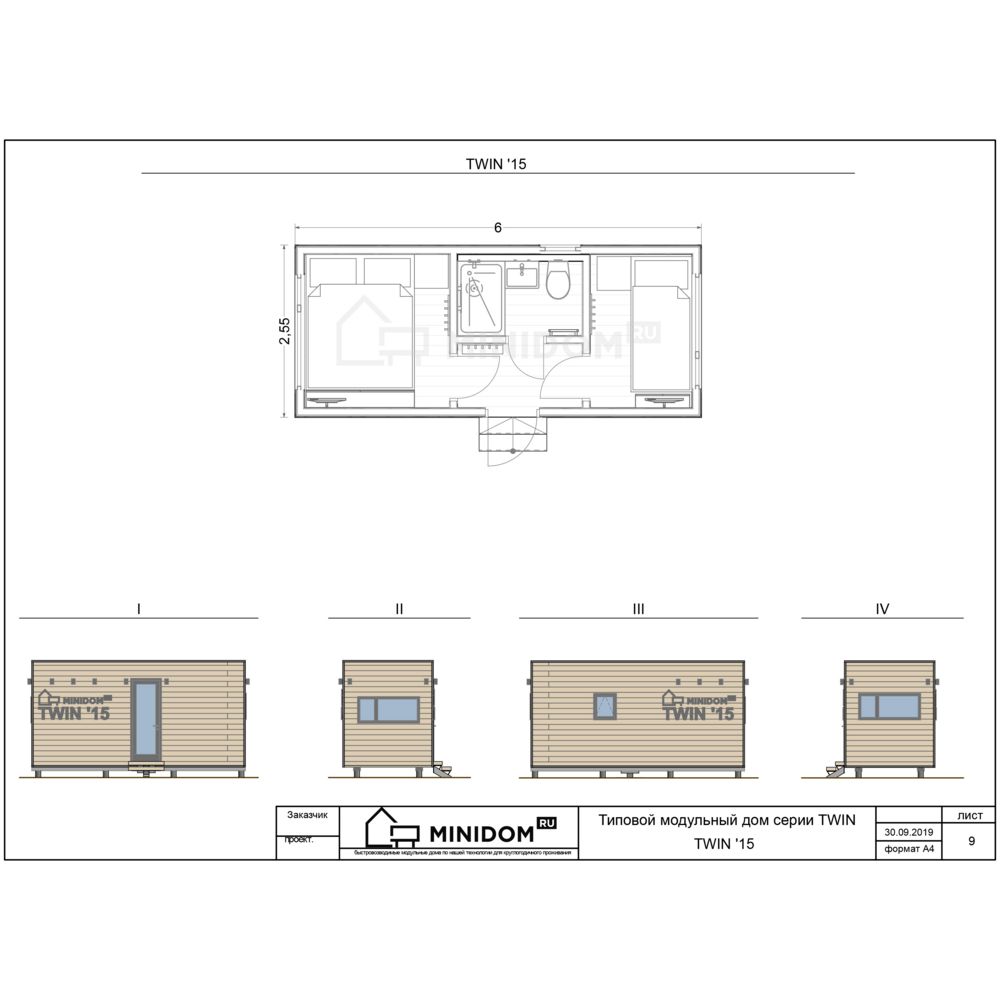 TWIN '15
6
2,55
MINIDOM RU
I
II
III
IV
MINIDOM
TWIN '15
MINIDOM
TWIN '15
Заказчик
проект.
MINIDOM RU
быстровозводимые модульные дома по нашей технологии для круглогодичного проживания
Типовой модульный дом серии TWIN
TWIN '15
30.09.2019
формат А4
лист
9